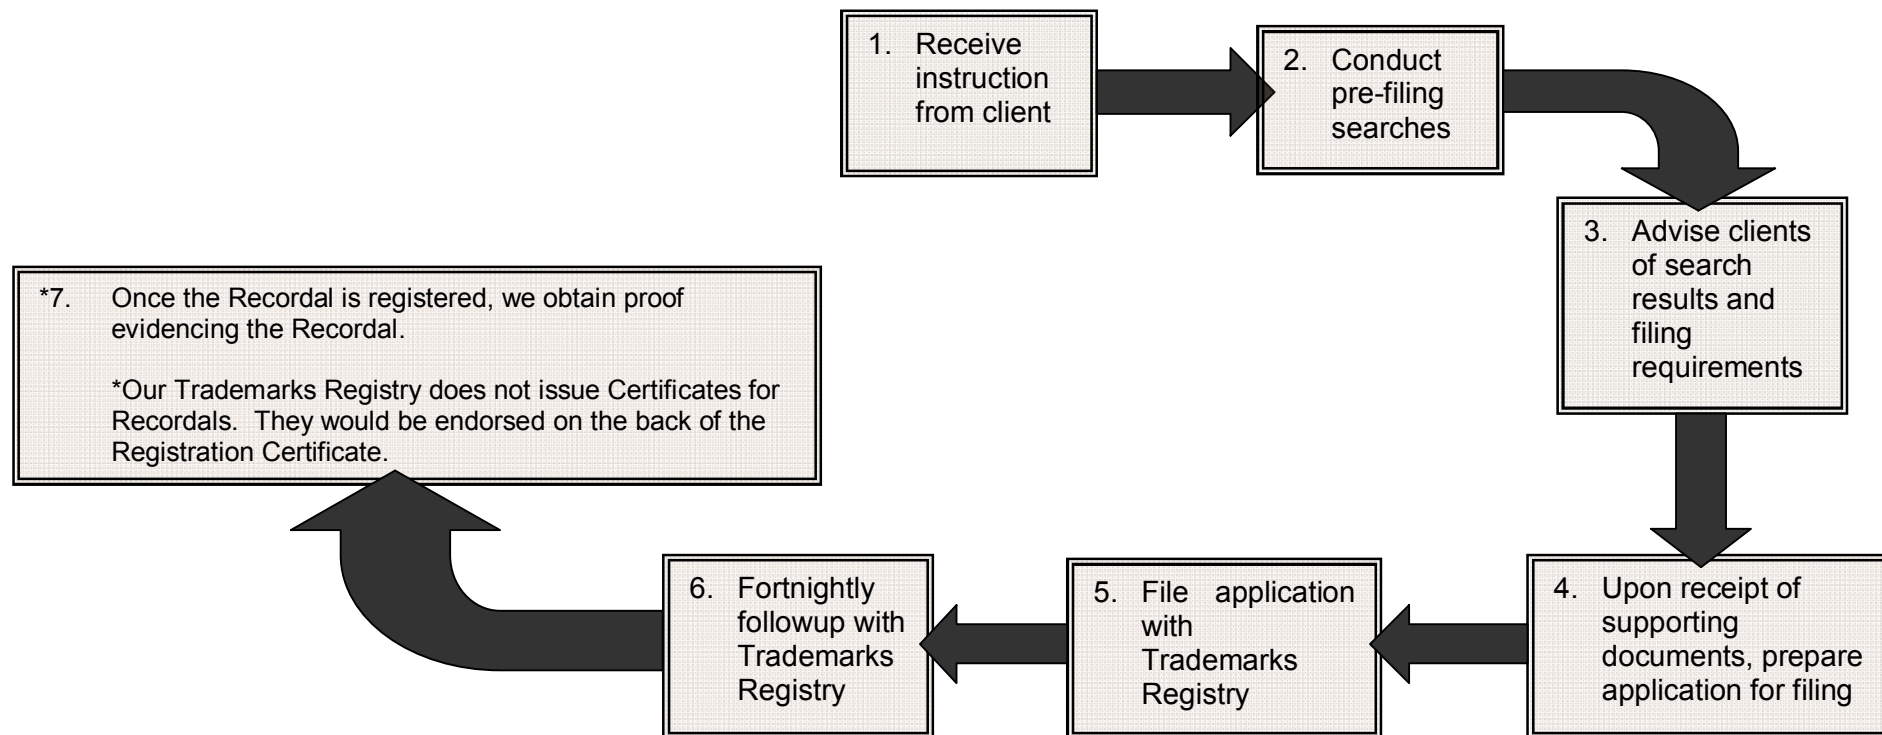 1. Receive
instruction
from client
2. Conduct
pre-filing
searches
3. Advise clients
of search
results and
filing
requirements
4. Upon receipt of
supporting
documents, prepare
application for filing
5. File application
with
Trademarks
Registry
6. Fortnightly
followup with
Trademarks
Registry
*7. Once the Recordal is registered, we obtain proof
evidencing the Recordal.
*Our Trademarks Registry does not issue Certificates for
Recordals. They would be endorsed on the back of the
Registration Certificate.